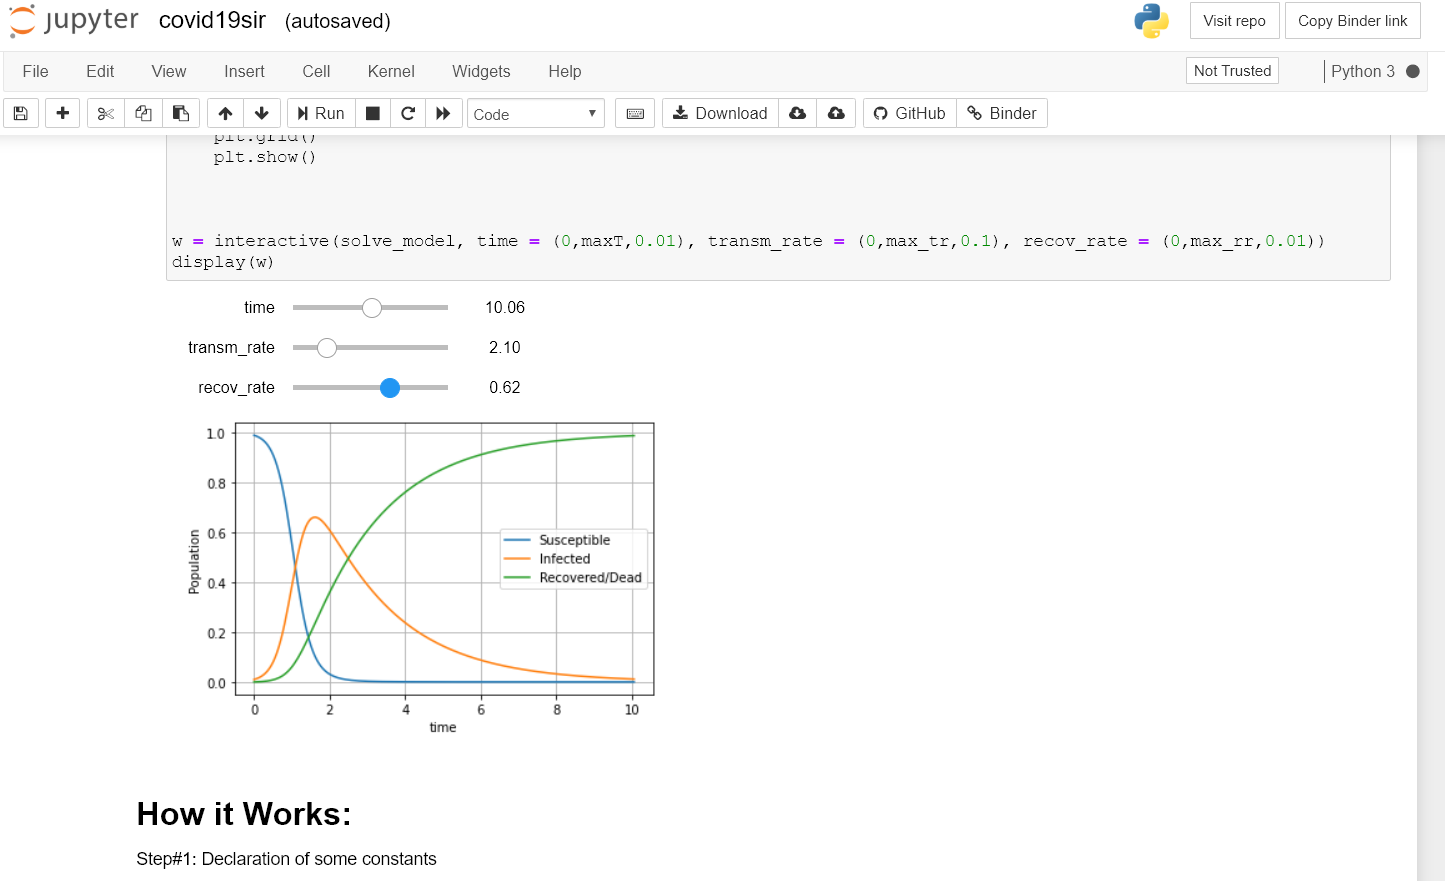 jupyter covid19sir (autosaved) Visit repo Copy Binder link
File Edit View Insert Cell Kernel Widgets Help Not Trusted Python 3
Run Code Download GitHub Binder
plt.grid()
plt.show()
w = interactive(solve_model, time = (0,maxT,0.01), transm_rate = (0,max_tr,0.1), recov_rate = (0,max_rr,0.01))
display(w)
time 10.06
transm_rate 2.10
recov_rate 0.62
1.0
0.8
0.6
0.4
0.2
0.0
Population
Susceptible
Infected
Recovered/Dead
0 2 4 6 8 10
time
How it Works:
Step#1: Declaration of some constants